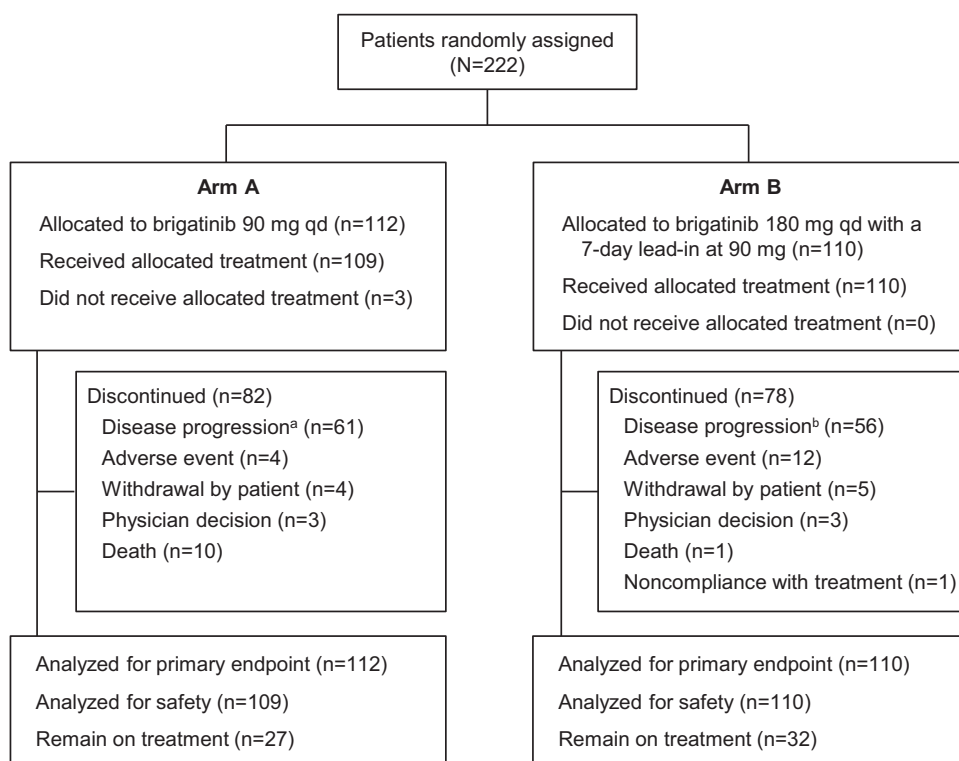 Patients randomly assigned
(N=222)
Arm A
Allocated to brigatinib 90 mg qd (n=112)
Received allocated treatment (n=109)
Did not receive allocated treatment (n=3)
Arm B
Allocated to brigatinib 180 mg qd with a
7-day lead-in at 90 mg (n=110)
Received allocated treatment (n=110)
Did not receive allocated treatment (n=0)
Discontinued (n=82)
Disease progressionᵃ (n=61)
Adverse event (n=4)
Withdrawal by patient (n=4)
Physician decision (n=3)
Death (n=10)
Discontinued (n=78)
Disease progressionᵇ (n=56)
Adverse event (n=12)
Withdrawal by patient (n=5)
Physician decision (n=3)
Death (n=1)
Noncompliance with treatment (n=1)
Analyzed for primary endpoint (n=112)
Analyzed for safety (n=109)
Remain on treatment (n=27)
Analyzed for primary endpoint (n=110)
Analyzed for safety (n=110)
Remain on treatment (n=32)